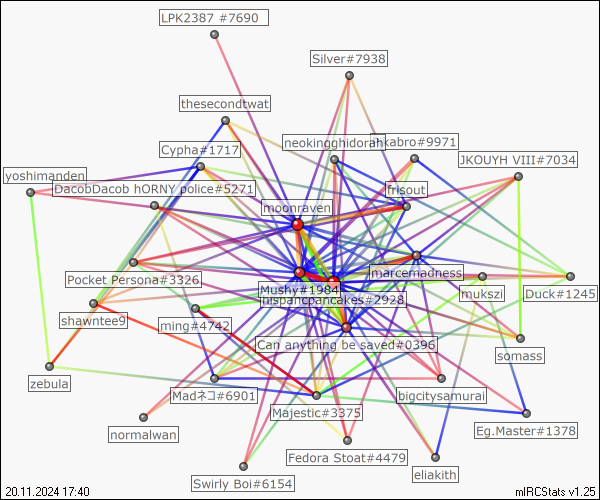 LPK2387 #7690
Silver#7938
thesecondtwat
neokingghidorah
nkabro#9971
Cypha#1717
JKOUYH VIII#7034
yoshimanden
DacobDacob hORNY police#5271
frisout
moonraven
Pocket Persona#3326
marcemadness
Mushy#1984
mukszi
Duck#1245
nispancpancakes#2928
shawntee9
ming#4742
Can anything be saved#0396
somass
zebula
Madネコ#6901
bigcitysamurai
Majestic#3375
normalwan
Eg.Master#1378
Fedora Stoat#4479
eliakith
Swirly Boi#6154
20.11.2024 17:40
mIRCStats v1.25